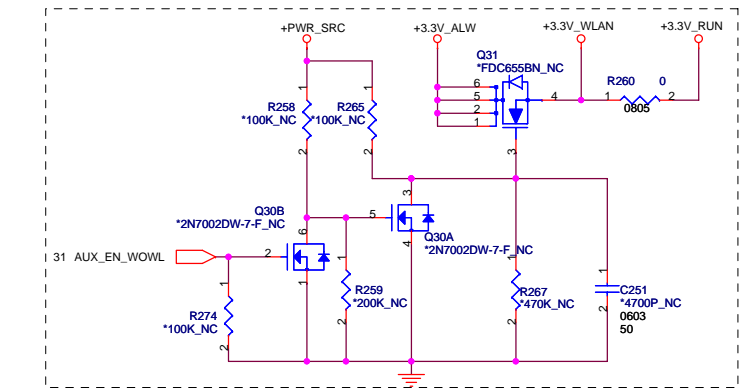 +PWR_SRC
+3.3V_ALW
+3.3V_WLAN
+3.3V_RUN
Q31
*FDC655BN_NC
6
5
2
1
4
3
R260 0
1 2
0805
1
R258
*100K_NC
2
1
R265
*100K_NC
2
Q30B
*2N7002DW-7-F_NC
6
2
1
5
3
4
Q30A
*2N7002DW-7-F_NC
31 AUX_EN_WOWL
1
R274
*100K_NC
2
1
R259
*200K_NC
2
1
R267
*470K_NC
2
1
C251
*4700P_NC
2
0603
50